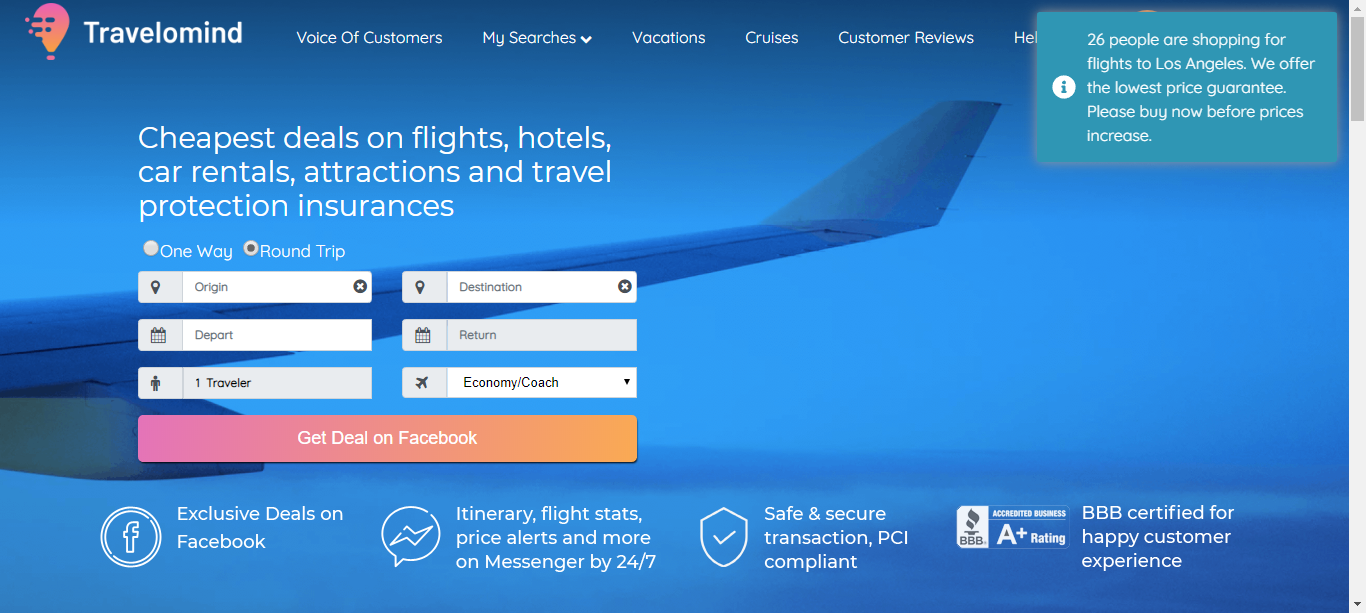 Travelomind
Voice Of Customers
My Searches
Vacations
Cruises
Customer Reviews
Hel
26 people are shopping for
flights to Los Angeles. We offer
the lowest price guarantee.
Please buy now before prices
increase.
Cheapest deals on flights, hotels,
car rentals, attractions and travel
protection insurances
One Way
Round Trip
Origin
Destination
Depart
Return
1 Traveler
Economy/Coach
Get Deal on Facebook
Exclusive Deals on
Facebook
Itinerary, flight stats,
price alerts and more
on Messenger by 24/7
Safe & secure
transaction, PCI
compliant
BBB
ACCREDITED BUSINESS
A+ Rating
BBB certified for
happy customer
experience